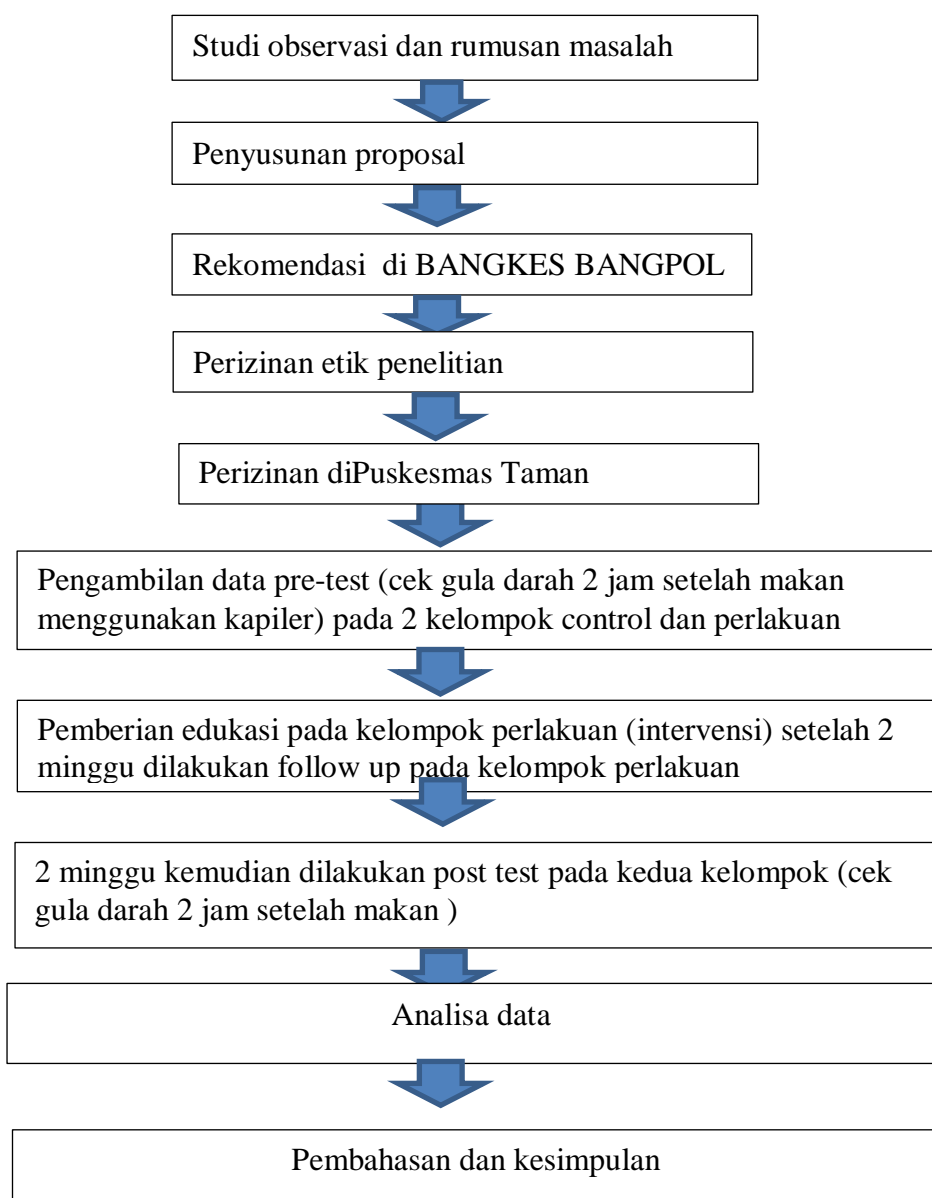 Studi observasi dan rumusan masalah
Penyusunan proposal
Rekomendasi  di BANGKES BANGPOL
Perizinan etik penelitian
Perizinan diPuskesmas Taman
Pengambilan data pre-test (cek gula darah 2 jam setelah makan
menggunakan kapiler) pada 2 kelompok control dan perlakuan
Pemberian edukasi pada kelompok perlakuan (intervensi) setelah 2
minggu dilakukan follow up pada kelompok perlakuan
2 minggu kemudian dilakukan post test pada kedua kelompok (cek
gula darah 2 jam setelah makan )
Analisa data
Pembahasan dan kesimpulan